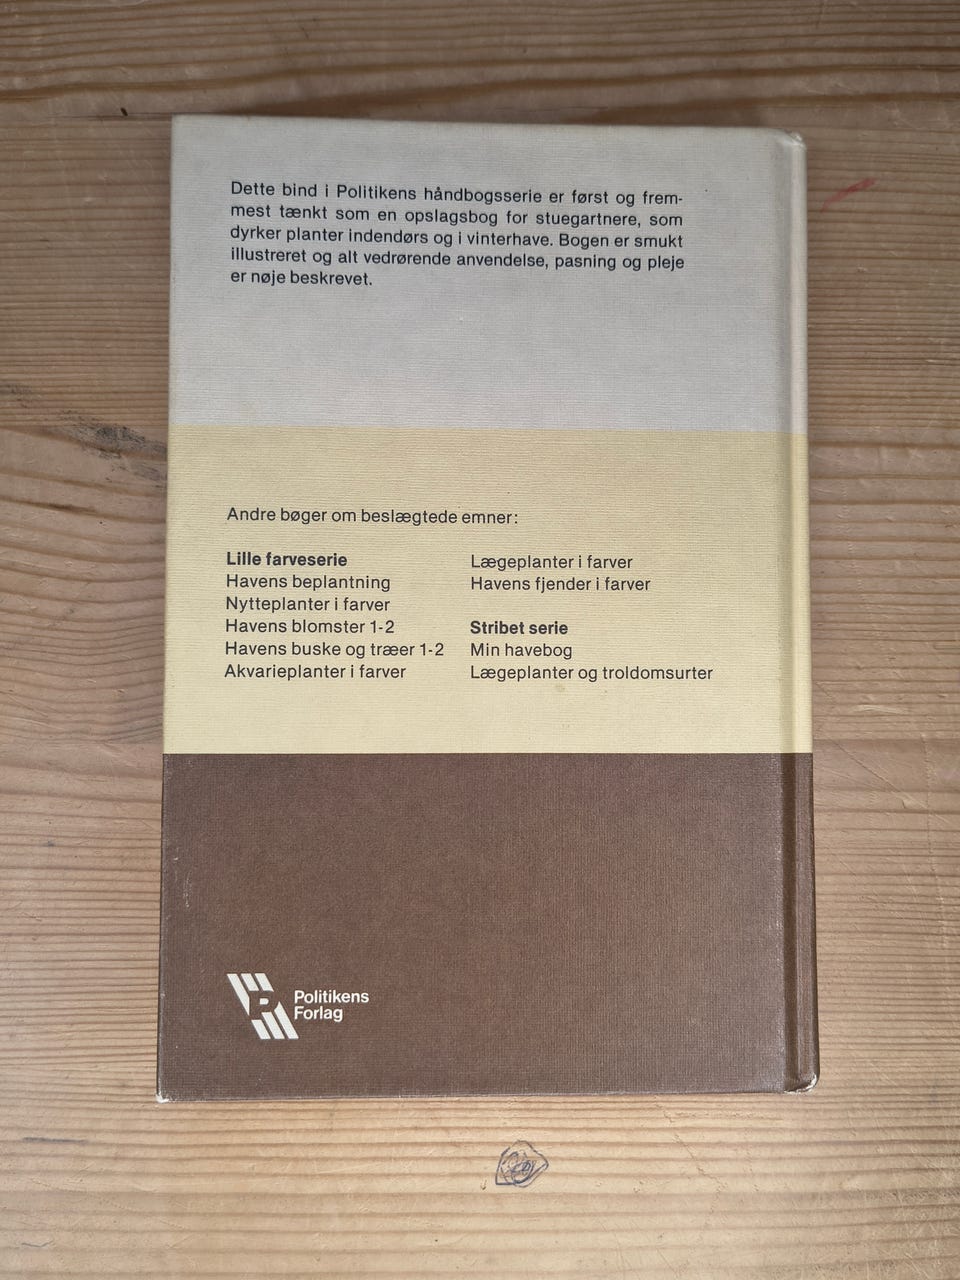 Dette bind i Politikens håndbogsserie er først og frem-
mest tænkt som en opslagsbog for stuegartnere, som
dyrker planter indendørs og i vinterhave. Bogen er smukt
illustreret og alt vedrørende anvendelse, pasning og pleje
er nøje beskrevet.
Andre bøger om beslægtede emner:
Lille farveserie
Havens beplantning
Nytteplanter i farver
Havens blomster 1-2
Havens buske og træer 1-2
Akvarieplanter i farver
Lægeplanter i farver
Havens fjender i farver
Stribet serie
Min havebog
Lægeplanter og troldomsurter
P
Politikens
Forlag